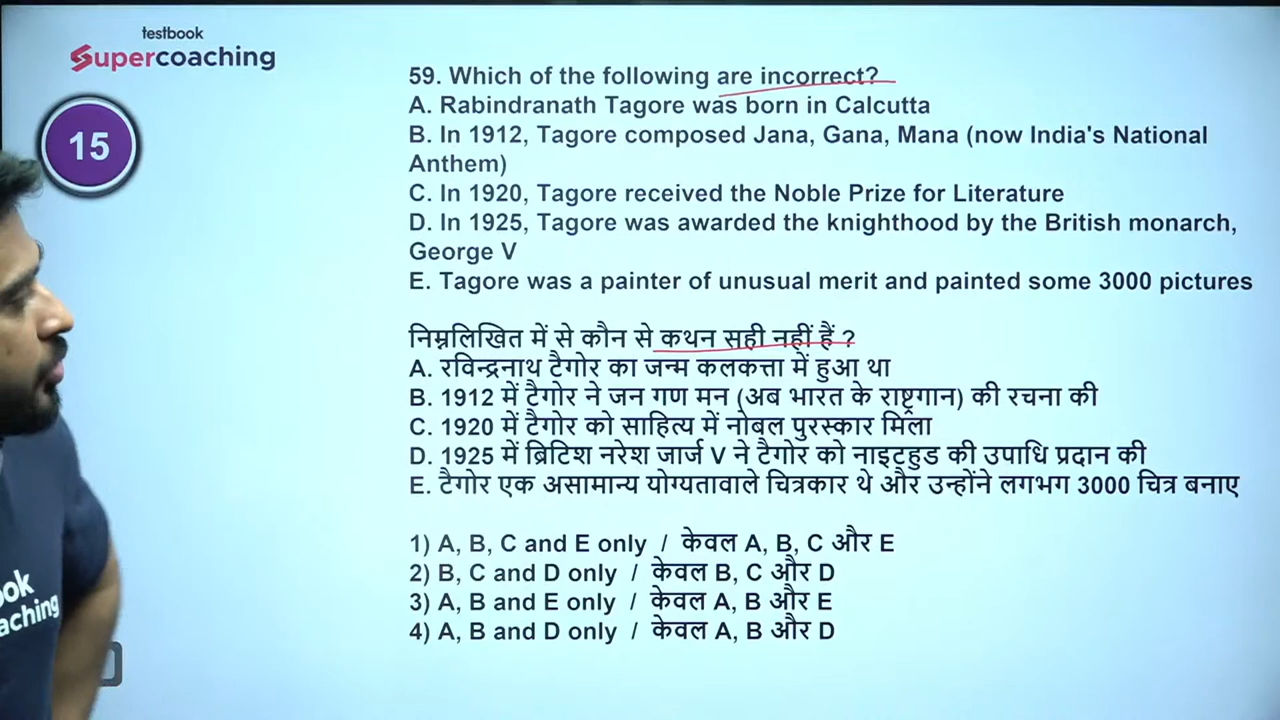 testbook
Supercoaching
15
59. Which of the following are incorrect?
A. Rabindranath Tagore was born in Calcutta
B. In 1912, Tagore composed Jana, Gana, Mana (now India's National
Anthem)
C. In 1920, Tagore received the Noble Prize for Literature
D. In 1925, Tagore was awarded the knighthood by the British monarch,
George V
E. Tagore was a painter of unusual merit and painted some 3000 pictures
निम्नलिखित में से कौन से कथन सही नहीं हैं ?
A. रविन्द्रनाथ टैगोर का जन्म कलकत्ता में हुआ था
B. 1912 में टैगोर ने जन गण मन (अब भारत के राष्ट्रगान) की रचना की
C. 1920 में टैगोर को साहित्य में नोबल पुरस्कार मिला
D. 1925 में ब्रिटिश नरेश जार्ज V ने टैगोर को नाइटहुड की उपाधि प्रदान की
E. टैगोर एक असामान्य योग्यतावाले चित्रकार थे और उन्होंने लगभग 3000 चित्र बनाए
1) A, B, C and E only / केवल A, B, C और E
2) B, C and D only / केवल B, C और D
3) A, B and E only / केवल A, B और E
4) A, B and D only / केवल A, B और D
ook
aching